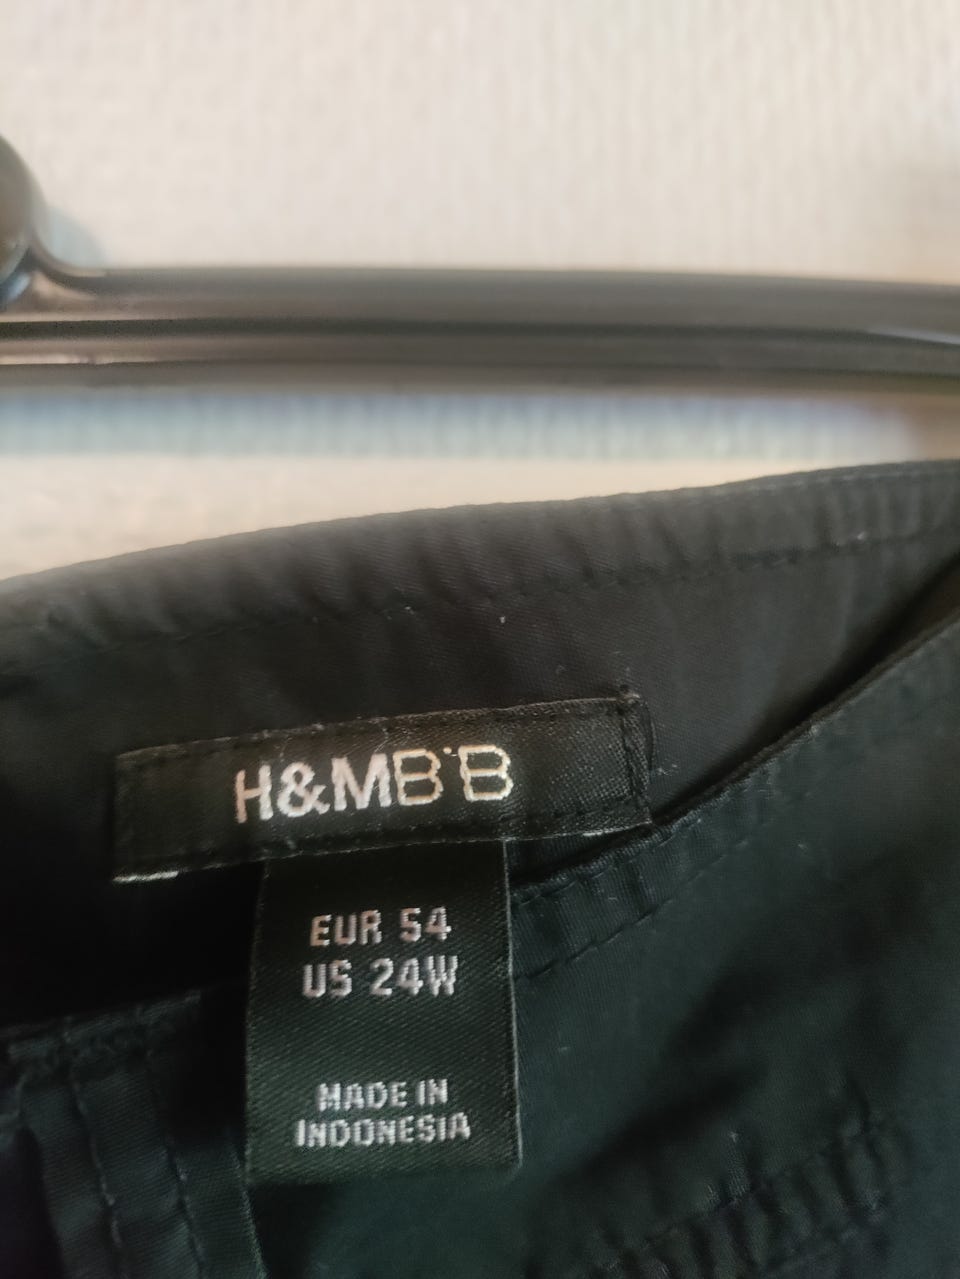 H&MB·B
EUR 54
US 24W
MADE IN
INDONESIA